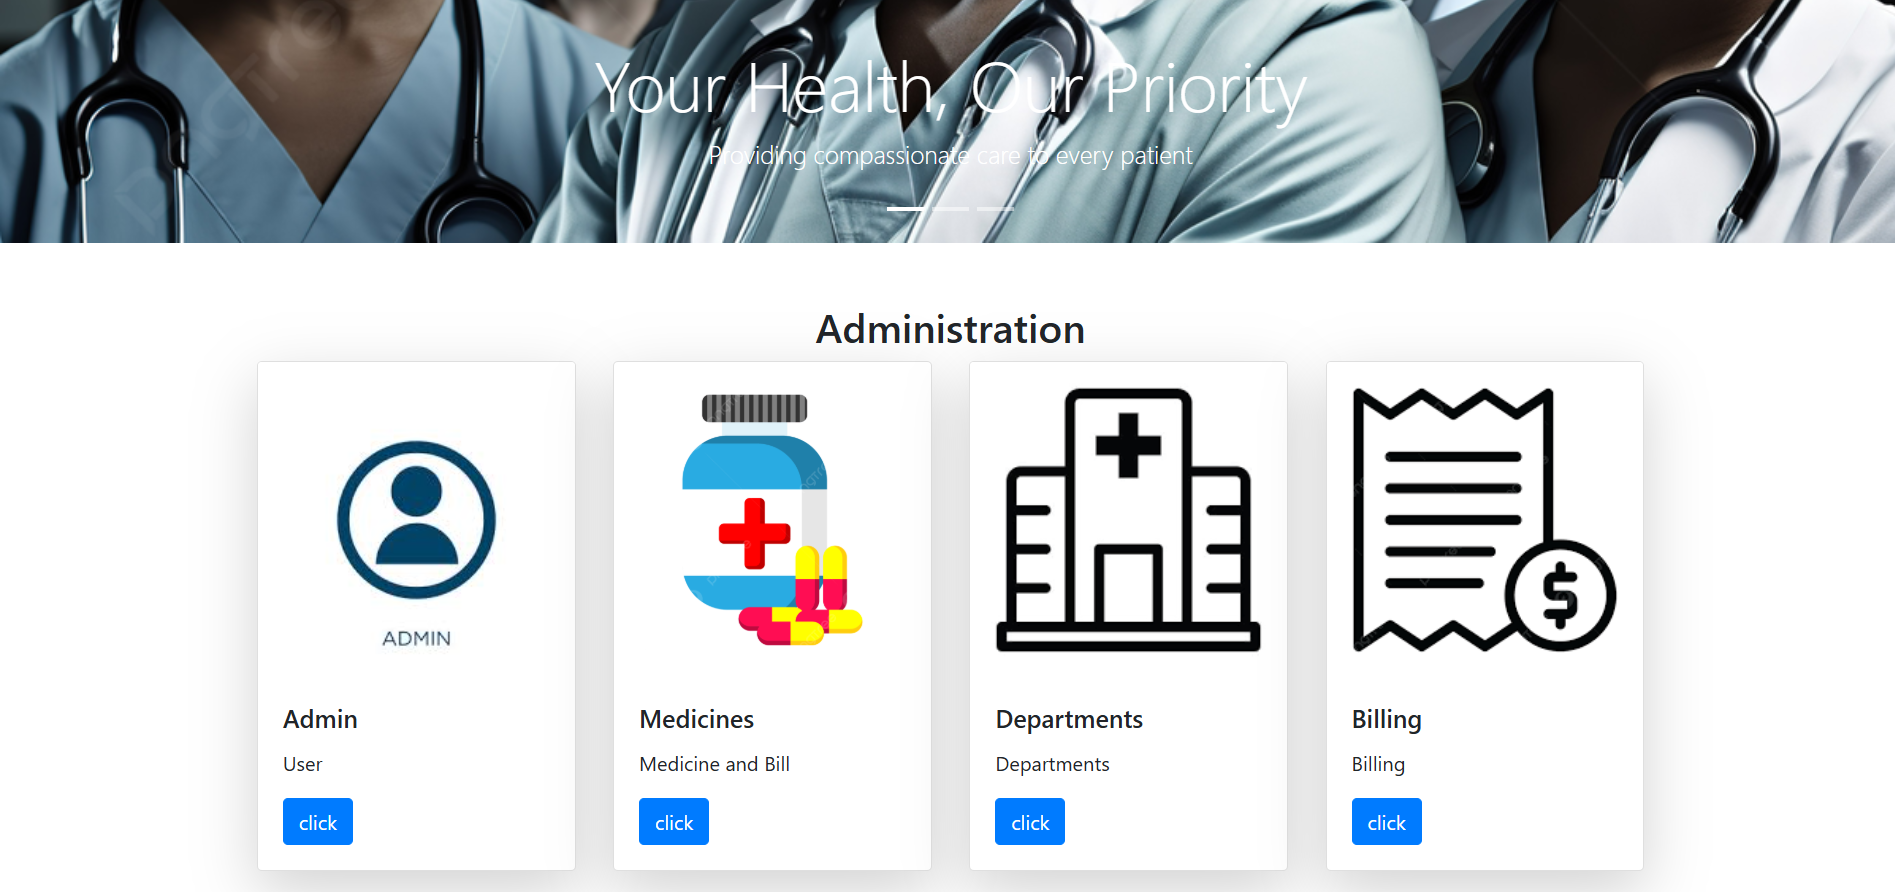 Your Health, Our Priority
Providing compassionate care to every patient
Administration
ADMIN
Admin
User
click
Medicines
Medicine and Bill
click
Departments
Departments
click
$
Billing
Billing
click